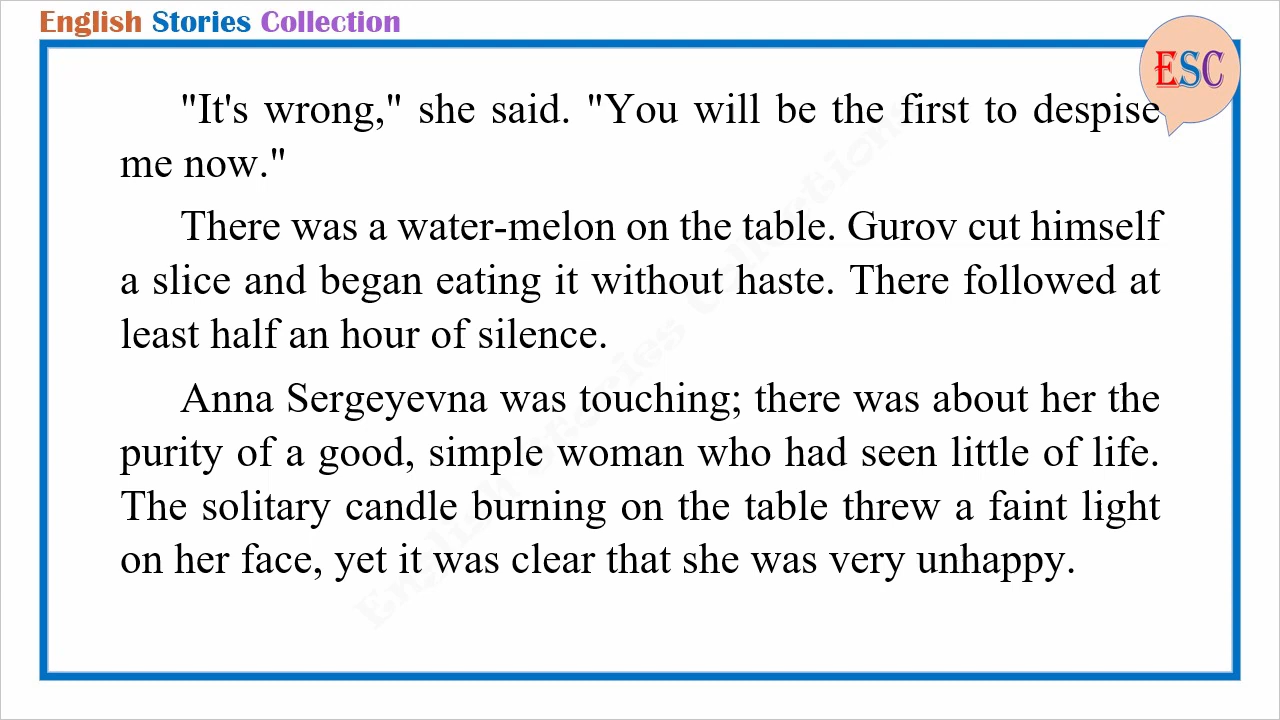 English Stories Collection
ESC
"It's wrong," she said. "You will be the first to despise
me now."
There was a water-melon on the table. Gurov cut himself
a slice and began eating it without haste. There followed at
least half an hour of silence.
Anna Sergeyevna was touching; there was about her the
purity of a good, simple woman who had seen little of life.
The solitary candle burning on the table threw a faint light
on her face, yet it was clear that she was very unhappy.
English Stories Collection